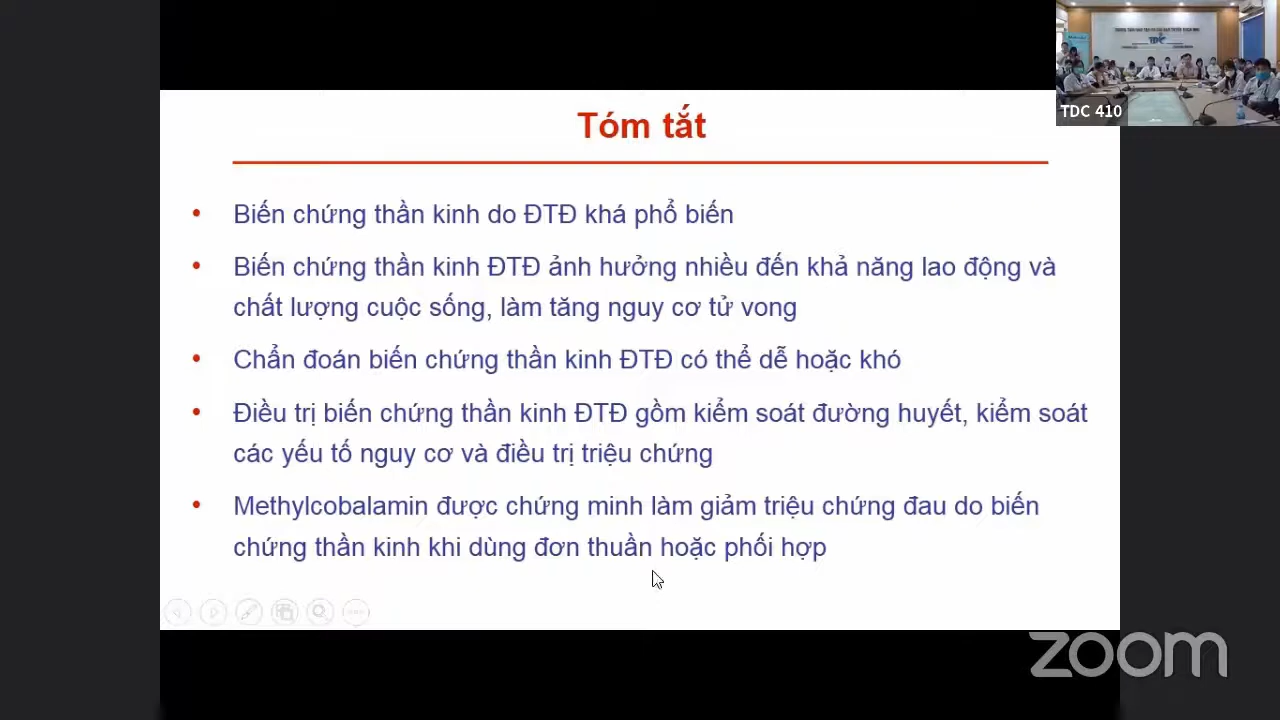 Tóm tắt
• Biến chứng thần kinh do ĐTĐ khá phổ biến
• Biến chứng thần kinh ĐTĐ ảnh hưởng nhiều đến khả năng lao động và
chất lượng cuộc sống, làm tăng nguy cơ tử vong
• Chẩn đoán biến chứng thần kinh ĐTĐ có thể dễ hoặc khó
• Điều trị biến chứng thần kinh ĐTĐ gồm kiểm soát đường huyết, kiểm soát
các yếu tố nguy cơ và điều trị triệu chứng
• Methylcobalamin được chứng minh làm giảm triệu chứng đau do biến
chứng thần kinh khi dùng đơn thuần hoặc phối hợp
TDC
TDC 410
zoom